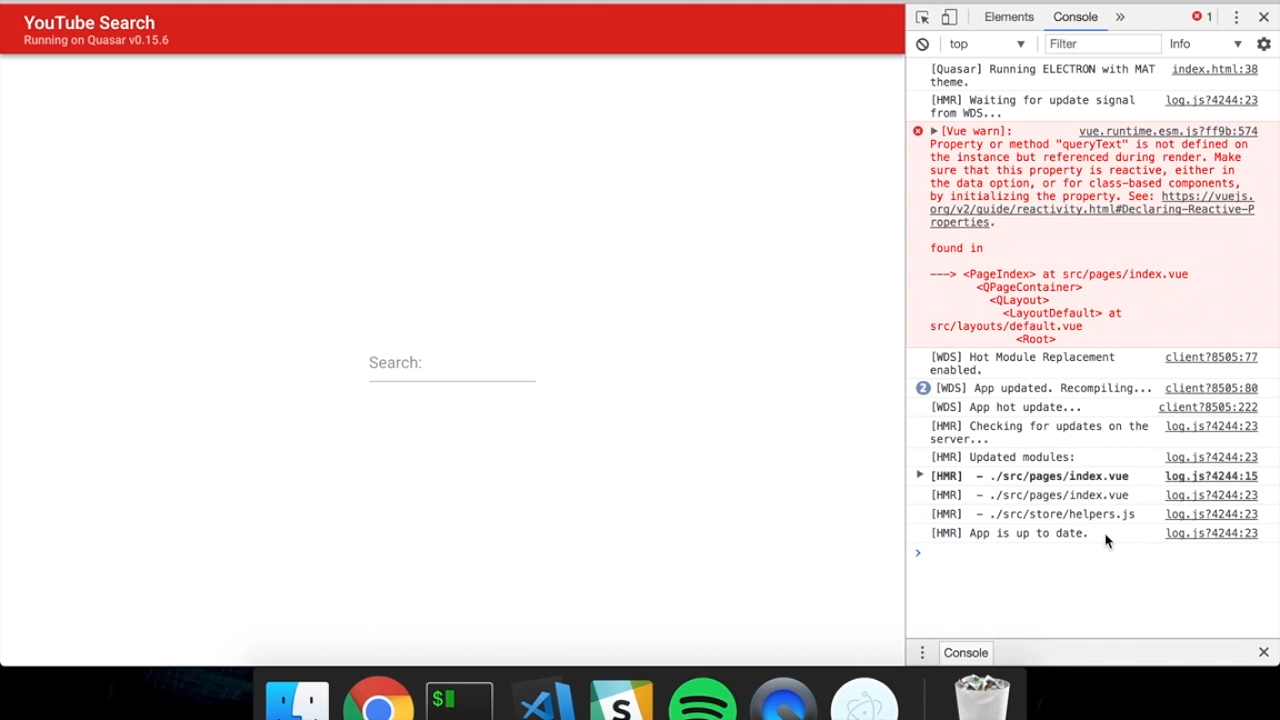 YouTube Search
Running on Quasar v0.15.6
Search:
Elements Console » 1
top ▼ Filter Info ▼
[Quasar] Running ELECTRON with MAT index.html:38
theme.
[HMR] Waiting for update signal log.js?4244:23
from WDS...
▶[Vue warn]: vue.runtime.esm.js?ff9b:574
Property or method "queryText" is not defined on
the instance but referenced during render. Make
sure that this property is reactive, either in
the data option, or for class-based components,
by initializing the property. See: https://vuejs.
org/v2/guide/reactivity.html#Declaring-Reactive-P
roperties.
found in
---> <PageIndex> at src/pages/index.vue
<QPageContainer>
<QLayout>
<LayoutDefault> at
src/layouts/default.vue
<Root>
[WDS] Hot Module Replacement client?8505:77
enabled.
2 [WDS] App updated. Recompiling... client?8505:80
[WDS] App hot update... client?8505:222
[HMR] Checking for updates on the log.js?4244:23
server...
[HMR] Updated modules: log.js?4244:23
▶ [HMR] - ./src/pages/index.vue log.js?4244:15
[HMR] - ./src/pages/index.vue log.js?4244:23
[HMR] - ./src/store/helpers.js log.js?4244:23
[HMR] App is up to date. log.js?4244:23
>
Console
$
S